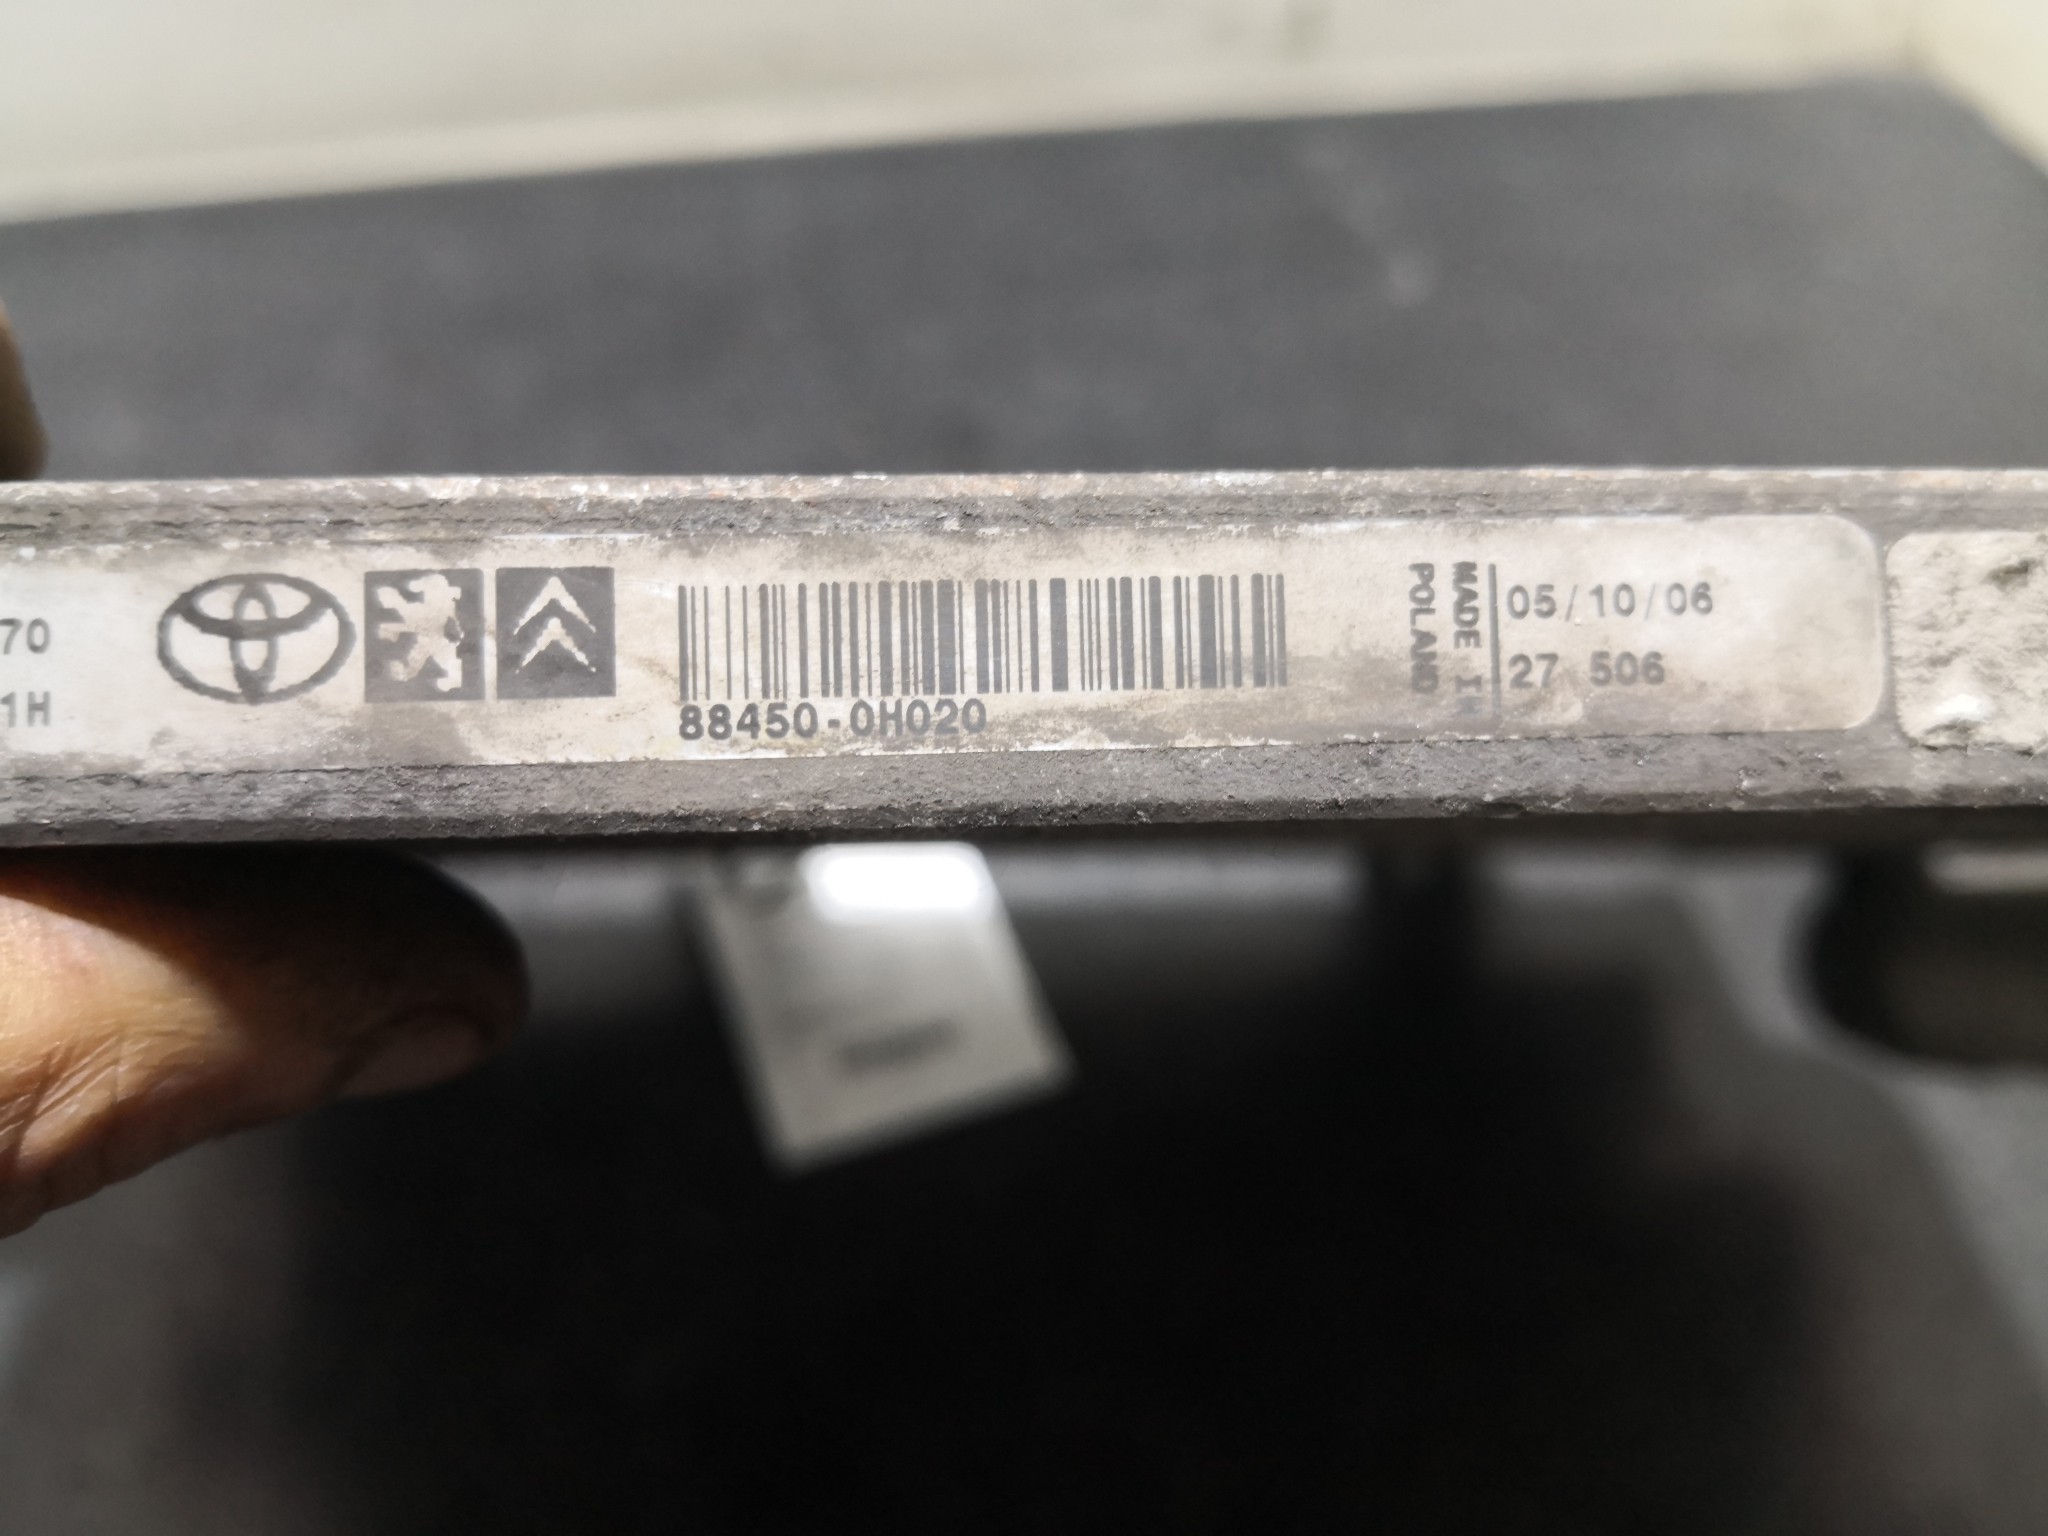 70
1H
88450-0H020
MADE IN
POLAND
05/10/06
27 506